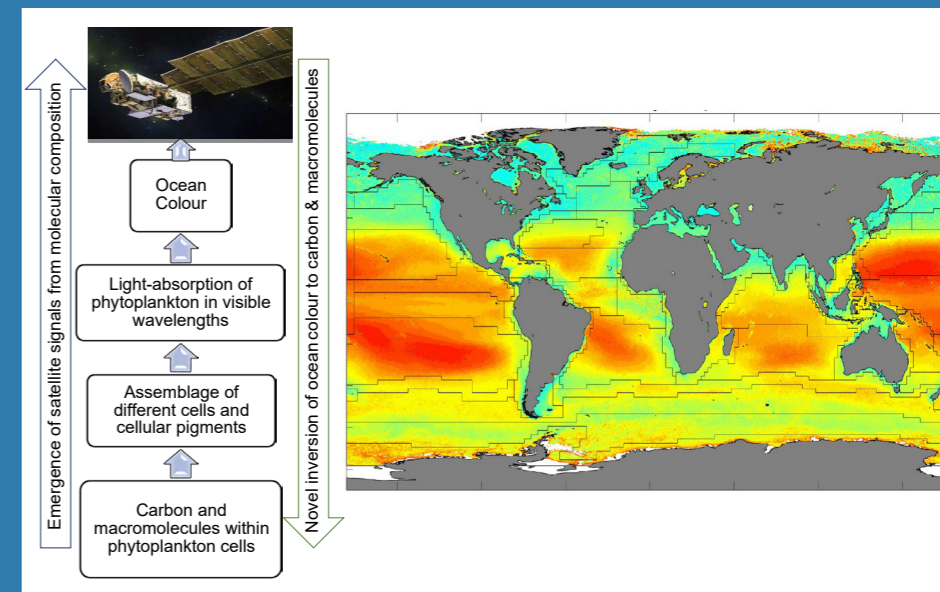 Emergence of satellite signals from molecular composition
Ocean
Colour
Light-absorption of
phytoplankton in visible
wavelengths
Assemblage of
different cells and
cellular pigments
Carbon and
macromolecules within
phytoplankton cells
Novel inversion of ocean colour to carbon & macromolecules